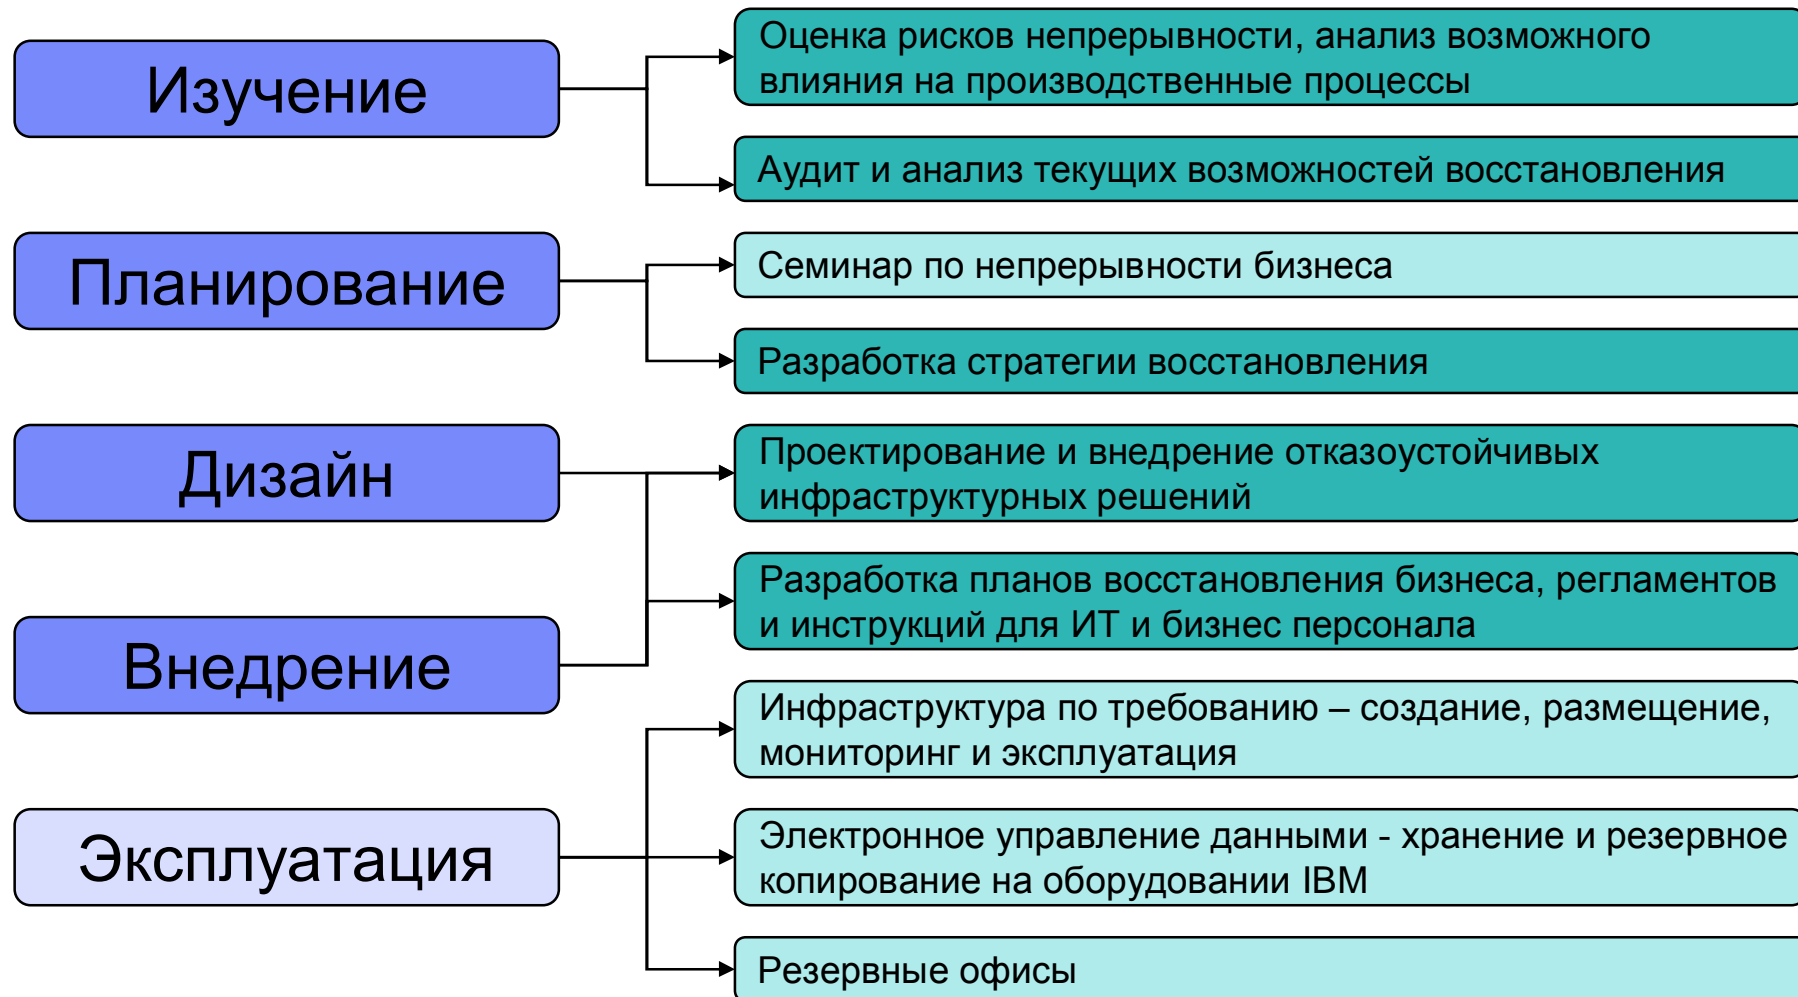 Изучение
Оценка рисков непрерывности, анализ возможного
влияния на производственные процессы
Аудит и анализ текущих возможностей восстановления
Планирование
Семинар по непрерывности бизнеса
Разработка стратегии восстановления
Дизайн
Проектирование и внедрение отказоустойчивых
инфраструктурных решений
Внедрение
Разработка планов восстановления бизнеса, регламентов
и инструкций для ИТ и бизнес персонала
Эксплуатация
Инфраструктура по требованию – создание, размещение,
мониторинг и эксплуатация
Электронное управление данными - хранение и резервное
копирование на оборудовании IBM
Резервные офисы